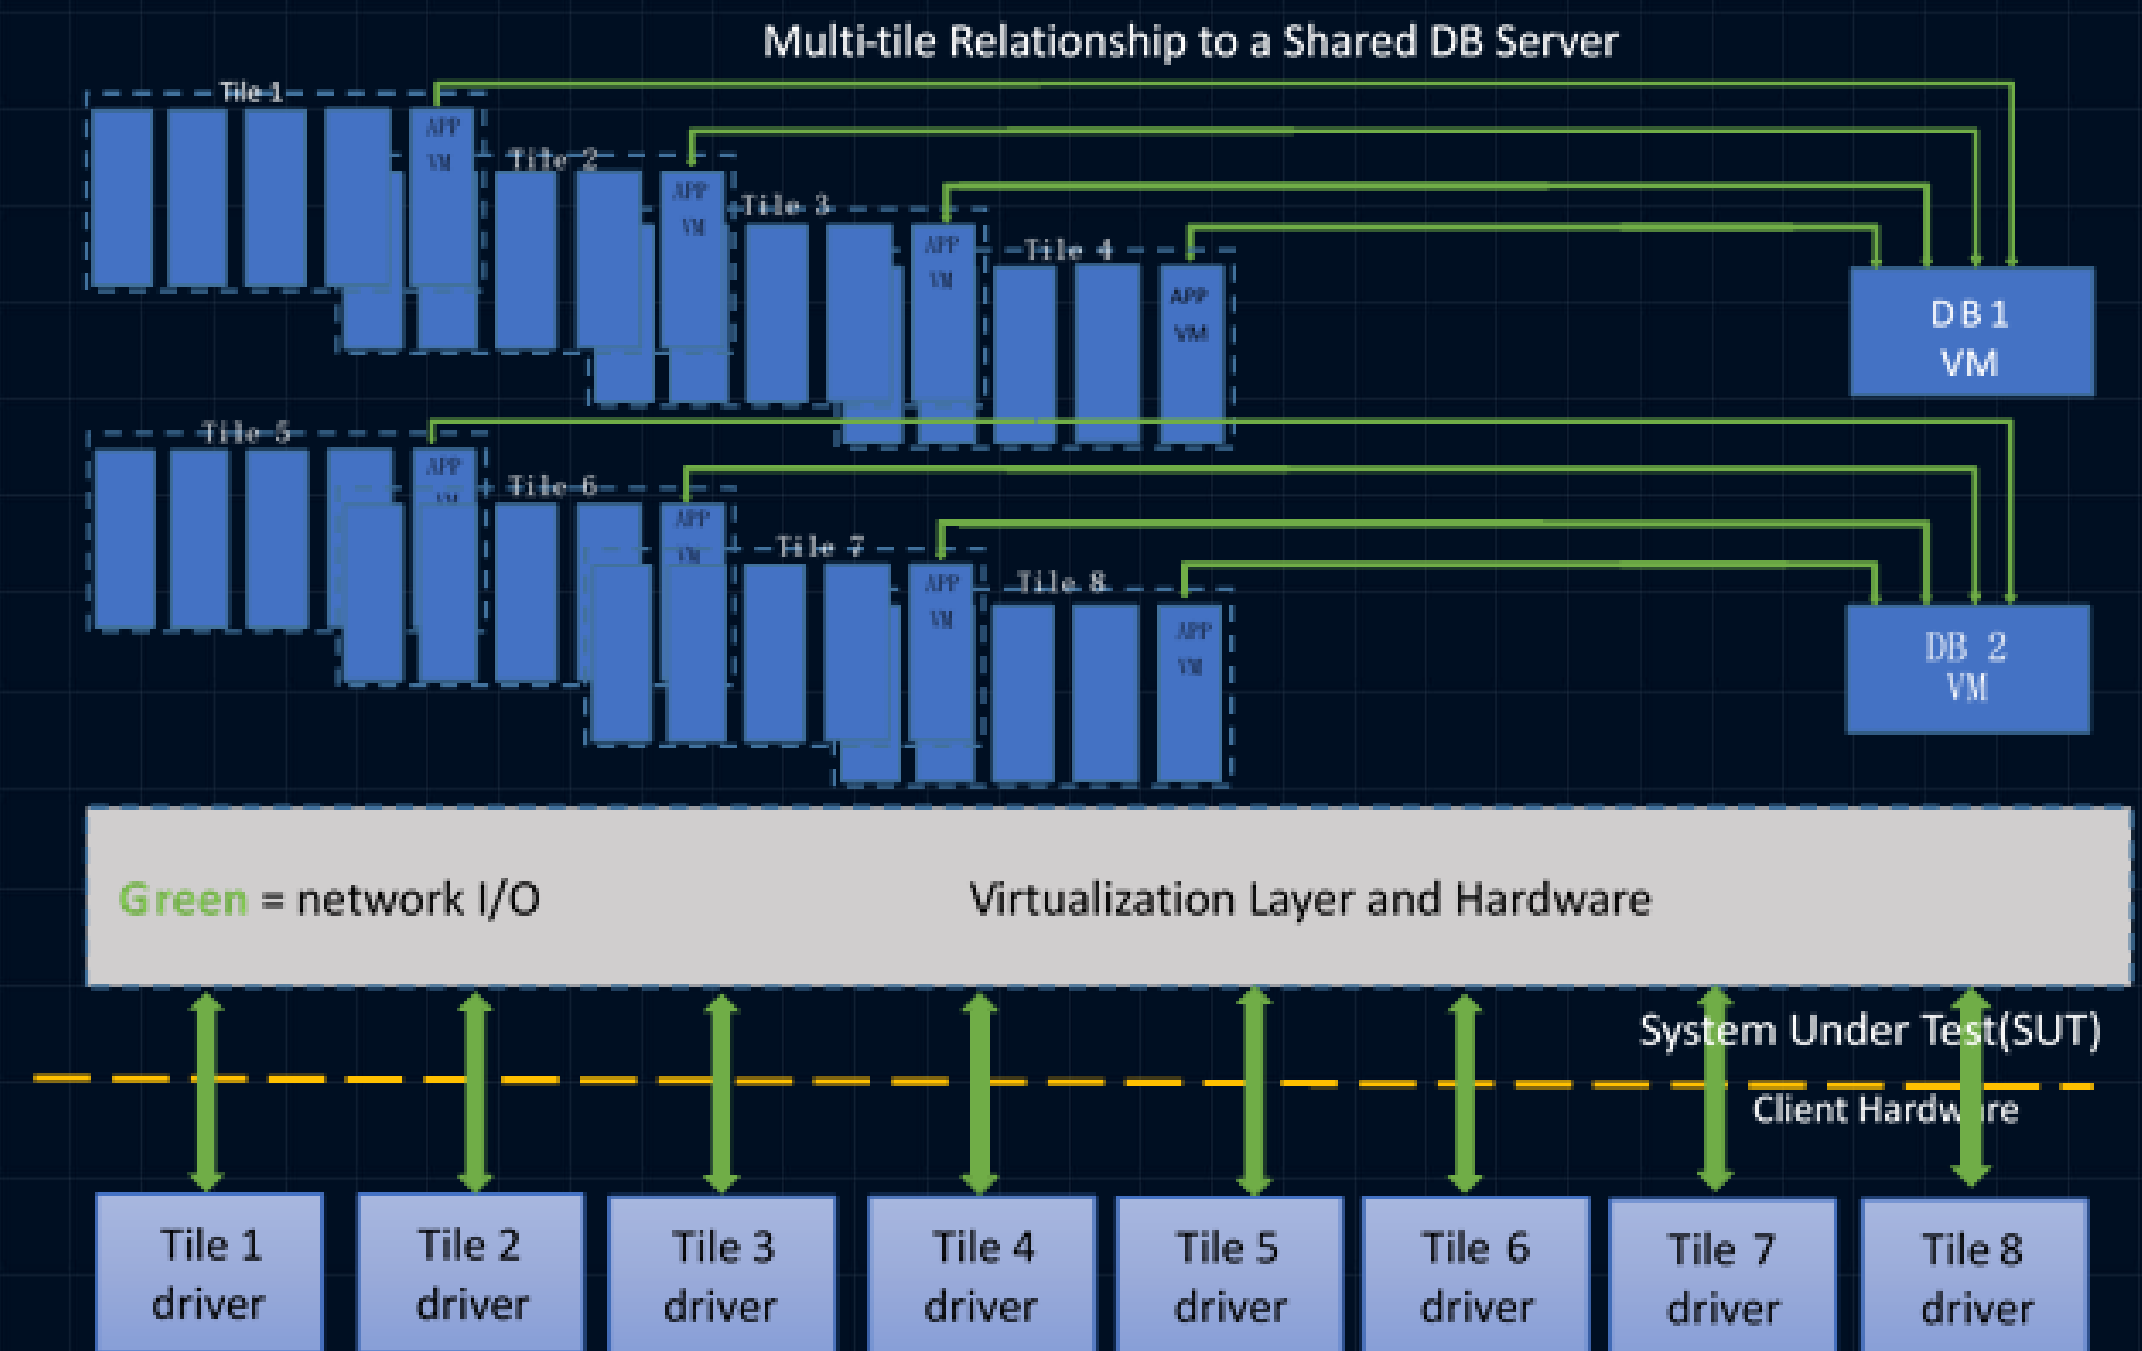 Multi-tile Relationship to a Shared DB Server
Tile 1
APP
VM
Tile 2
APP
VM
Tile 3
APP
VM
Tile 4
APP
VM
DB 1
VM
Tile 5
APP
VM
Tile 6
APP
VM
Tile 7
APP
VM
Tile 8
APP
VM
DB 2
VM
Green = network I/O
Virtualization Layer and Hardware
System Under Test(SUT)
Client Hardware
Tile 1
driver
Tile 2
driver
Tile 3
driver
Tile 4
driver
Tile 5
driver
Tile 6
driver
Tile 7
driver
Tile 8
driver